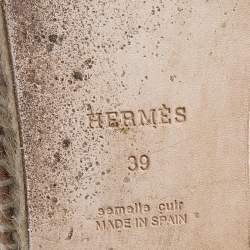 HERMÈS
39
semelle cuir
MADE IN SPAIN